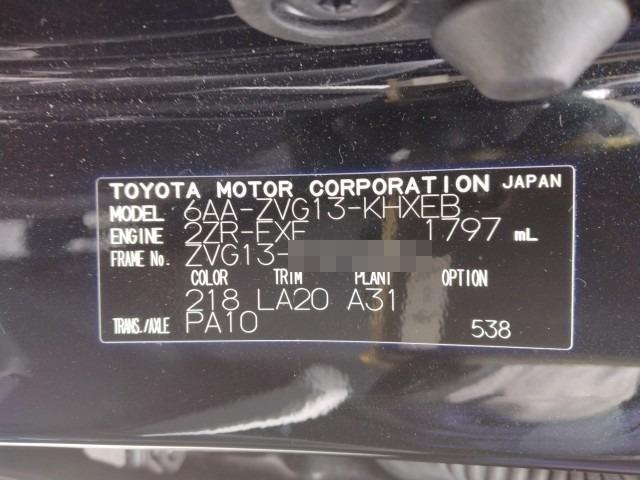 TOYOTA MOTOR CORPORATION JAPAN
MODEL 6AA-ZVG13-KHXEB
ENGINE 2ZR-FXE 1797 mL
FRAME No. ZVG13-
COLOR TRIM PLANT OPTION
218 LA20 A31
TRANS./AXLE PA10 538